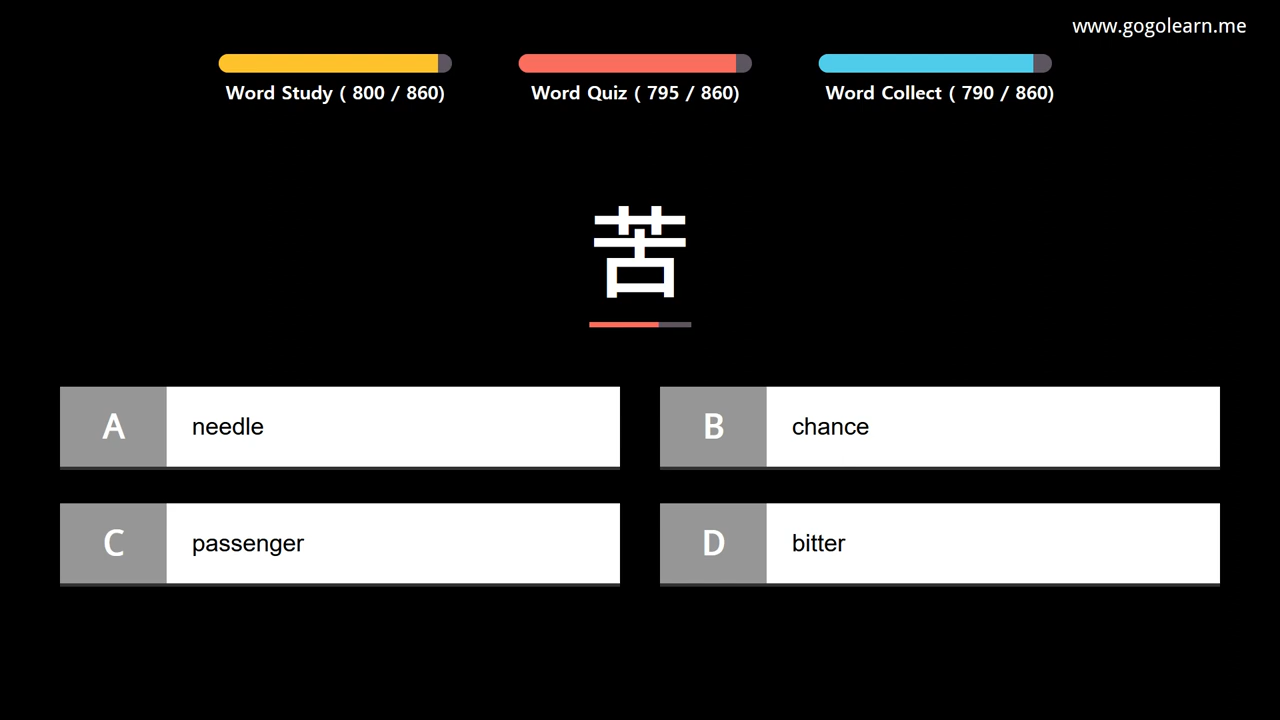 www.gogolearn.me
Word Study ( 800 / 860)
Word Quiz ( 795 / 860)
Word Collect ( 790 / 860)
苦
A needle
B chance
C passenger
D bitter